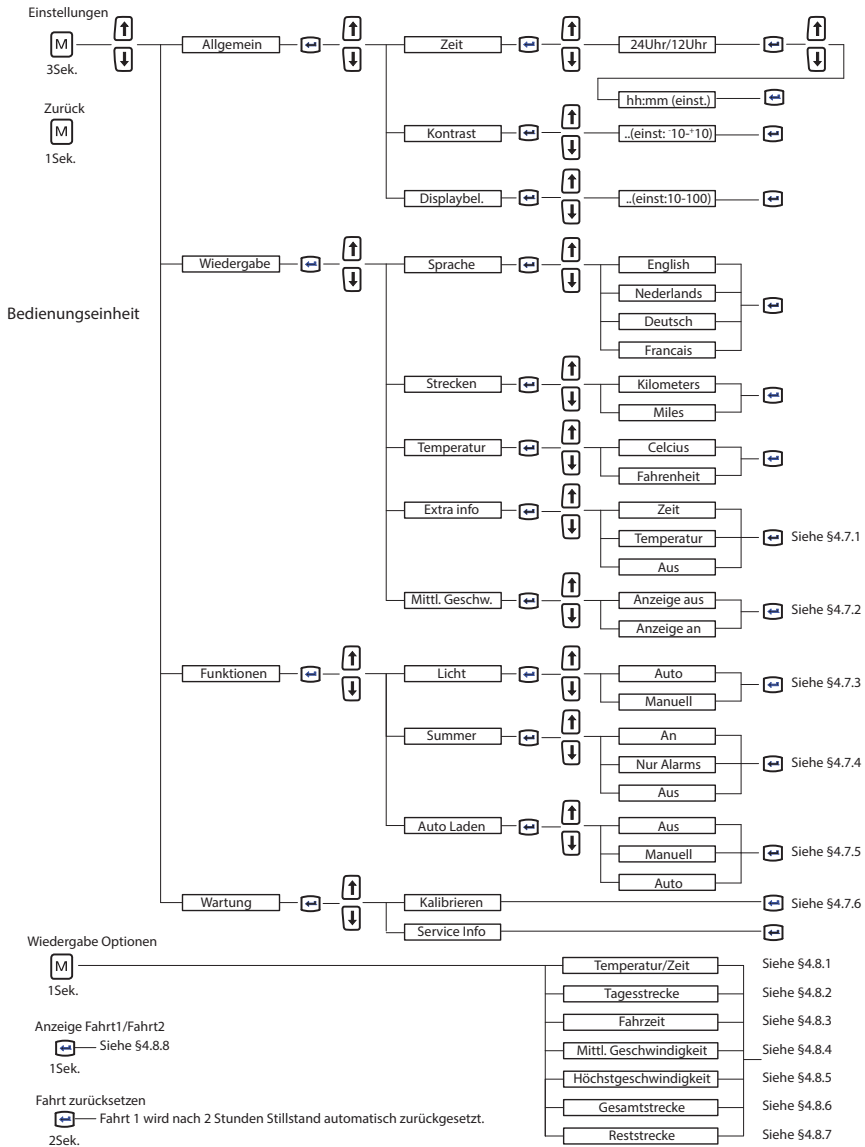 Einstellungen
M
3Sek.
Allgemein
Zeit
24Uhr/12Uhr
hh:mm (einst.)
Zurück
M
1Sek.
Kontrast
..(einst: -10-+10)
Displaybel.
..(einst:10-100)
Bedienungseinheit
Wiedergabe
Sprache
English
Nederlands
Deutsch
Francais
Strecken
Kilometers
Miles
Temperatur
Celcius
Fahrenheit
Extra info
Zeit
Temperatur
Aus
Siehe §4.7.1
Mittl. Geschw.
Anzeige aus
Anzeige an
Siehe §4.7.2
Funktionen
Licht
Auto
Manuell
Siehe §4.7.3
Summer
An
Nur Alarms
Aus
Siehe §4.7.4
Auto Laden
Aus
Manuell
Auto
Siehe §4.7.5
Wartung
Kalibrieren
Siehe §4.7.6
Service Info
Wiedergabe Optionen
M
1Sek.
Temperatur/Zeit Siehe §4.8.1
Tagesstrecke Siehe §4.8.2
Fahrzeit Siehe §4.8.3
Mittl. Geschwindigkeit Siehe §4.8.4
Höchstgeschwindigkeit Siehe §4.8.5
Gesamtstrecke Siehe §4.8.6
Reststrecke Siehe §4.8.7
Anzeige Fahrt1/Fahrt2
Siehe §4.8.8
1Sek.
Fahrt zurücksetzen
Fahrt 1 wird nach 2 Stunden Stillstand automatisch zurückgesetzt.
2Sek.